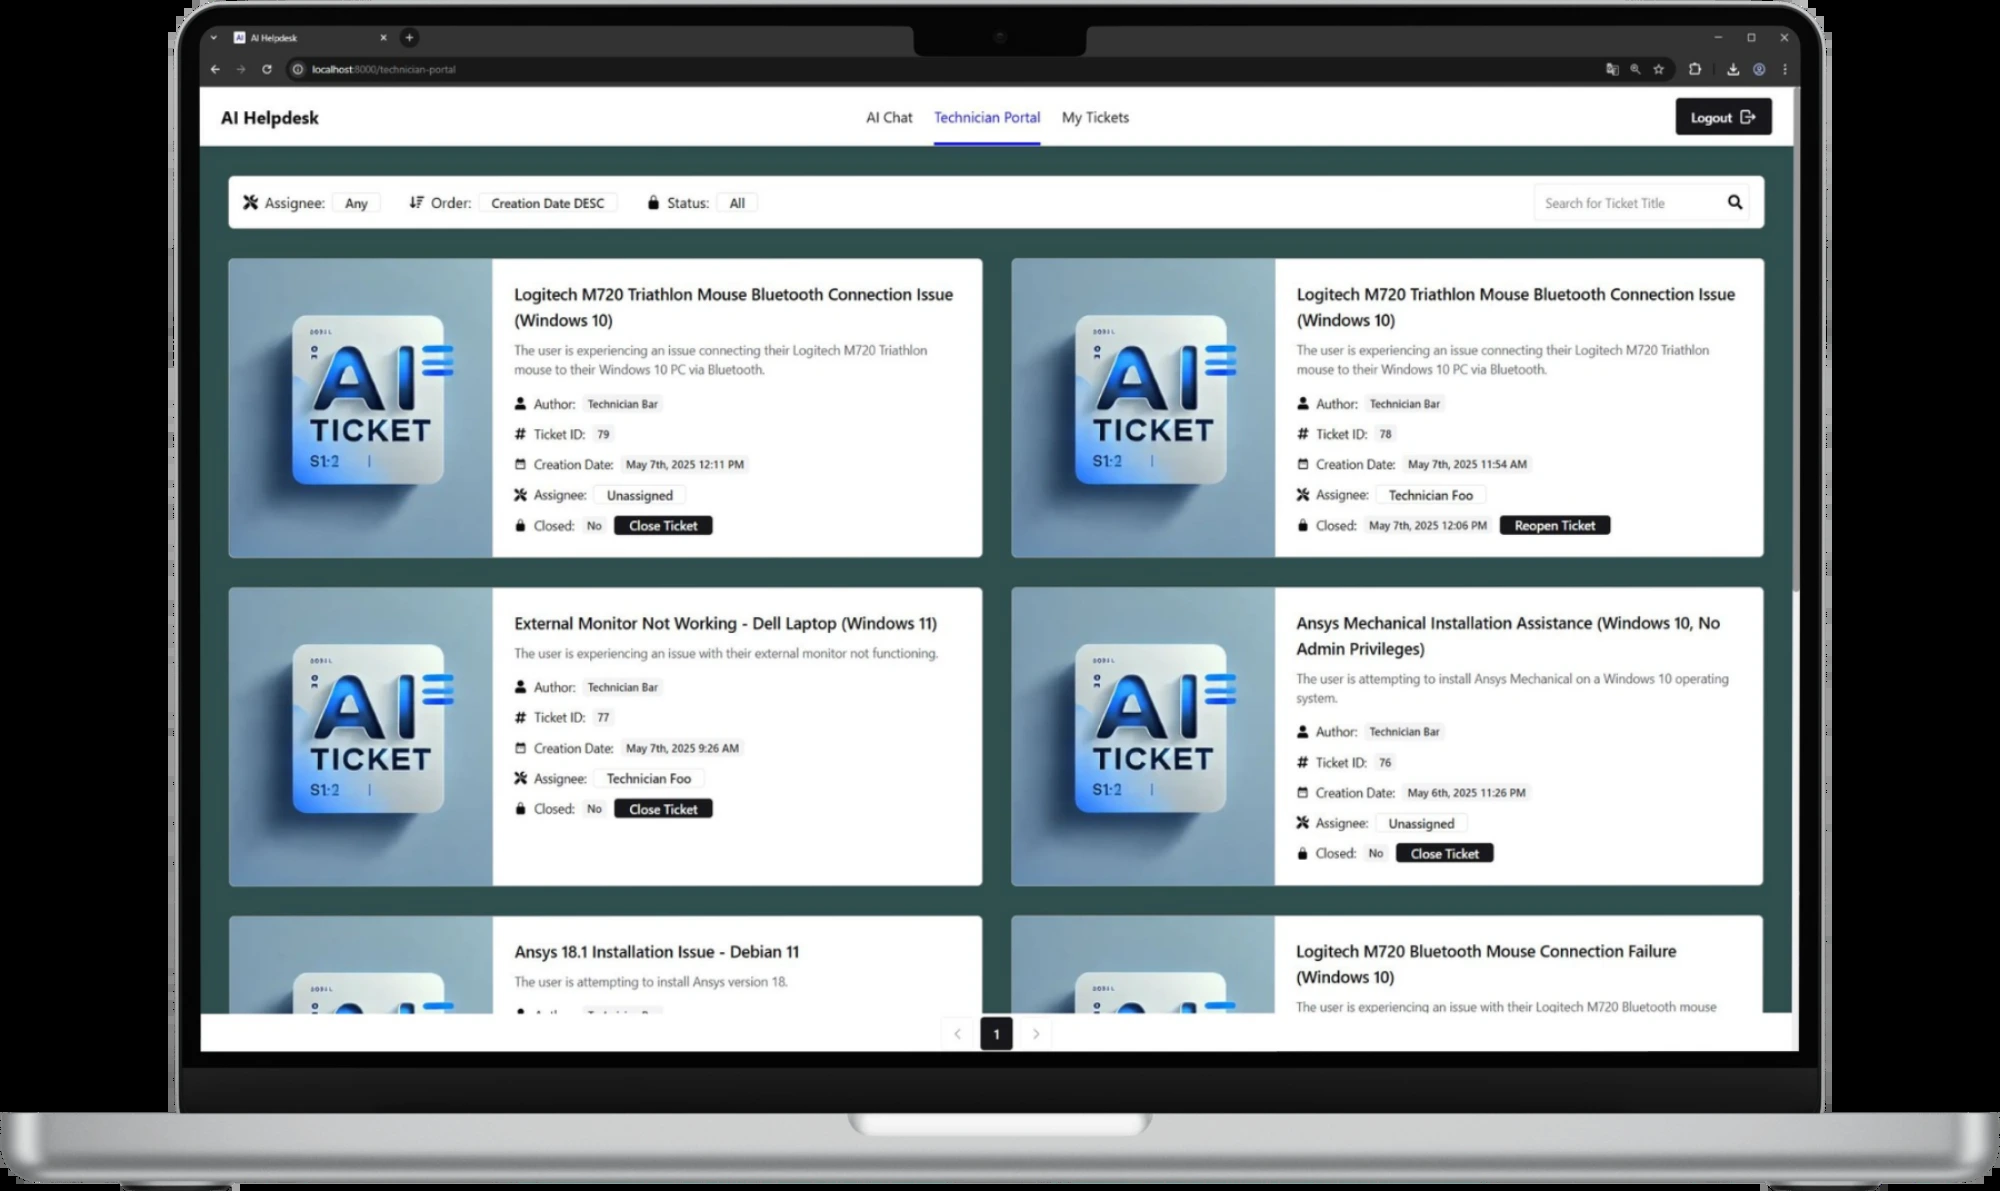 AI Helpdesk
localhost:8000/technician-portal
AI Helpdesk
AI Chat
Technician Portal
My Tickets
Logout
Assignee: Any
Order: Creation Date DESC
Status: All
Search for Ticket Title
AI
TICKET
S1-2
Logitech M720 Triathlon Mouse Bluetooth Connection Issue
(Windows 10)
The user is experiencing an issue connecting their Logitech M720 Triathlon
mouse to their Windows 10 PC via Bluetooth.
Author: Technician Bar
# Ticket ID: 79
Creation Date: May 7th, 2025 12:11 PM
Assignee: Unassigned
Closed: No Close Ticket
AI
TICKET
S1-2
Logitech M720 Triathlon Mouse Bluetooth Connection Issue
(Windows 10)
The user is experiencing an issue connecting their Logitech M720 Triathlon
mouse to their Windows 10 PC via Bluetooth.
Author: Technician Bar
# Ticket ID: 78
Creation Date: May 7th, 2025 11:54 AM
Assignee: Technician Foo
Closed: May 7th, 2025 12:06 PM Reopen Ticket
AI
TICKET
S1-2
External Monitor Not Working - Dell Laptop (Windows 11)
The user is experiencing an issue with their external monitor not functioning.
Author: Technician Bar
# Ticket ID: 77
Creation Date: May 7th, 2025 9:26 AM
Assignee: Technician Foo
Closed: No Close Ticket
AI
TICKET
S1-2
Ansys Mechanical Installation Assistance (Windows 10, No
Admin Privileges)
The user is attempting to install Ansys Mechanical on a Windows 10 operating
system.
Author: Technician Bar
# Ticket ID: 76
Creation Date: May 6th, 2025 11:26 PM
Assignee: Unassigned
Closed: No Close Ticket
Ansys 18.1 Installation Issue - Debian 11
The user is attempting to install Ansys version 18.
Logitech M720 Bluetooth Mouse Connection Failure
(Windows 10)
The user is experiencing an issue with their Logitech M720 Bluetooth mouse
1